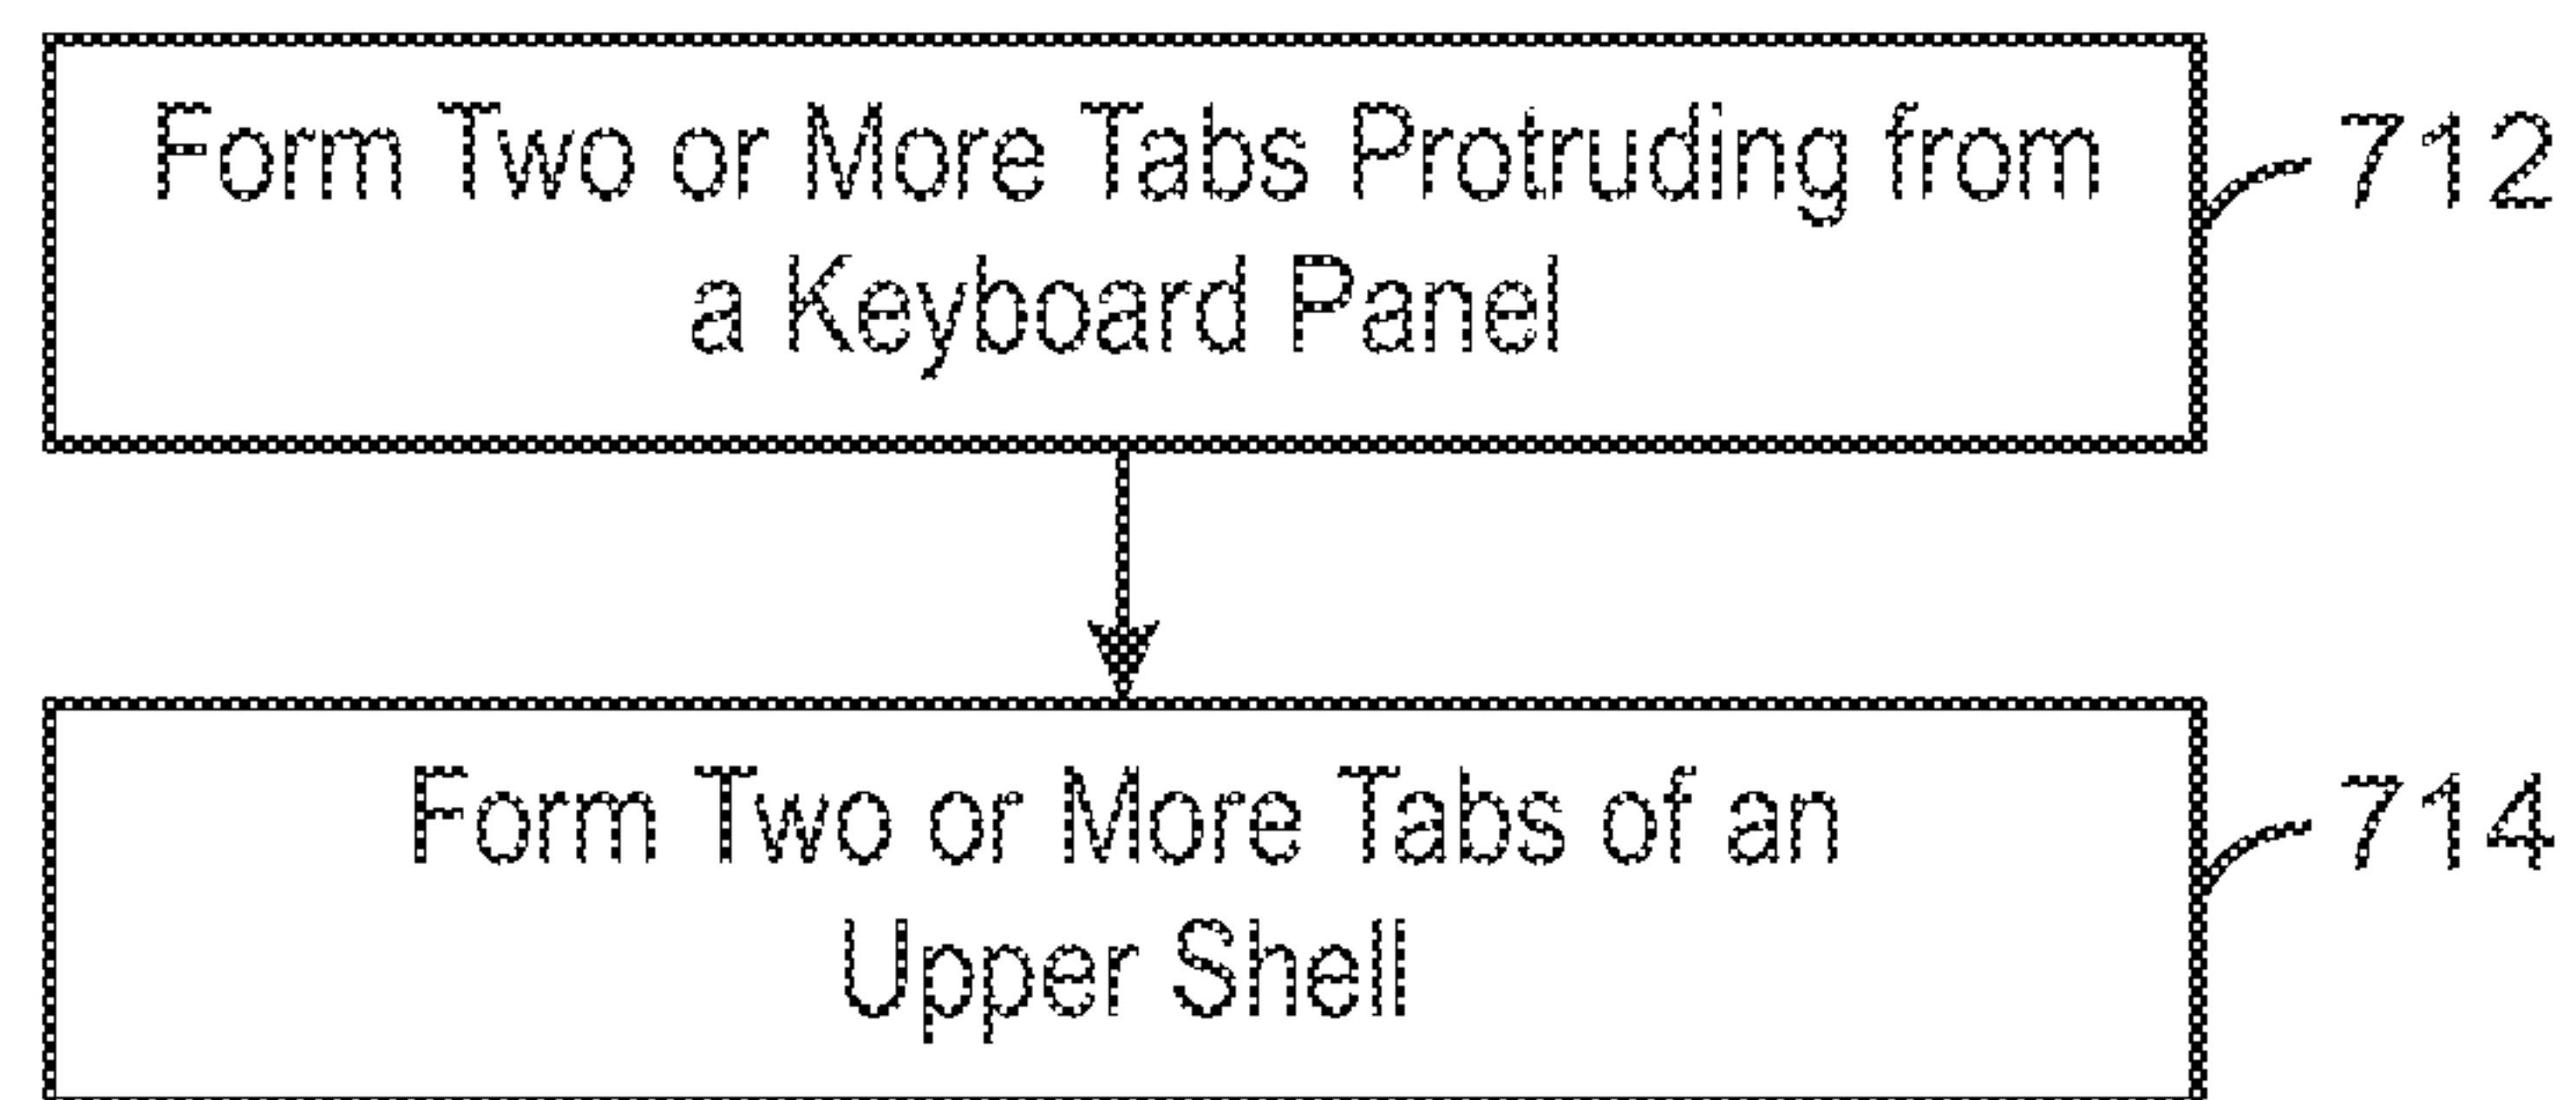 Form Two or More Tabs Protruding from
a Keyboard Panel
712
Form Two or More Tabs of an
Upper Shell
714